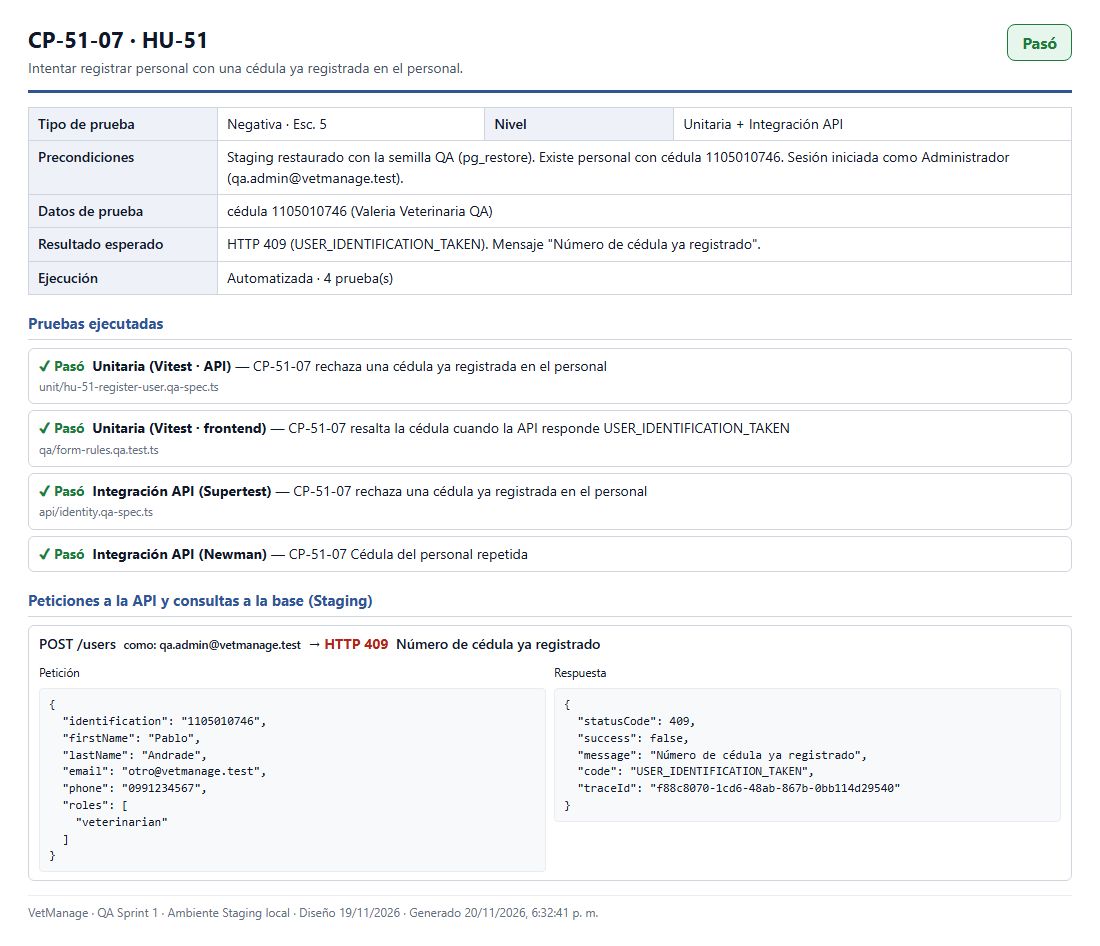 CP-51-07 · HU-51
Pasó
Intentar registrar personal con una cédula ya registrada en el personal.
Tipo de prueba Negativa · Esc. 5 Nivel Unitaria + Integración API
Precondiciones Staging restaurado con la semilla QA (pg_restore). Existe personal con cédula 1105010746. Sesión iniciada como Administrador
(qa.admin@vetmanage.test).
Datos de prueba cédula 1105010746 (Valeria Veterinaria QA)
Resultado esperado HTTP 409 (USER_IDENTIFICATION_TAKEN). Mensaje "Número de cédula ya registrado".
Ejecución Automatizada · 4 prueba(s)
Pruebas ejecutadas
✓ Pasó Unitaria (Vitest · API) — CP-51-07 rechaza una cédula ya registrada en el personal
unit/hu-51-register-user.qa-spec.ts
✓ Pasó Unitaria (Vitest · frontend) — CP-51-07 resalta la cédula cuando la API responde USER_IDENTIFICATION_TAKEN
qa/form-rules.qa.test.ts
✓ Pasó Integración API (Supertest) — CP-51-07 rechaza una cédula ya registrada en el personal
api/identity.qa-spec.ts
✓ Pasó Integración API (Newman) — CP-51-07 Cédula del personal repetida
Peticiones a la API y consultas a la base (Staging)
POST /users como: qa.admin@vetmanage.test → HTTP 409 Número de cédula ya registrado
Petición
{
"identification": "1105010746",
"firstName": "Pablo",
"lastName": "Andrade",
"email": "otro@vetmanage.test",
"phone": "0991234567",
"roles": [
"veterinarian"
]
}
Respuesta
{
"statusCode": 409,
"success": false,
"message": "Número de cédula ya registrado",
"code": "USER_IDENTIFICATION_TAKEN",
"traceId": "f88c8070-1cd6-48ab-867b-0bb114d29540"
}
VetManage · QA Sprint 1 · Ambiente Staging local · Diseño 19/11/2026 · Generado 20/11/2026, 6:32:41 p. m.